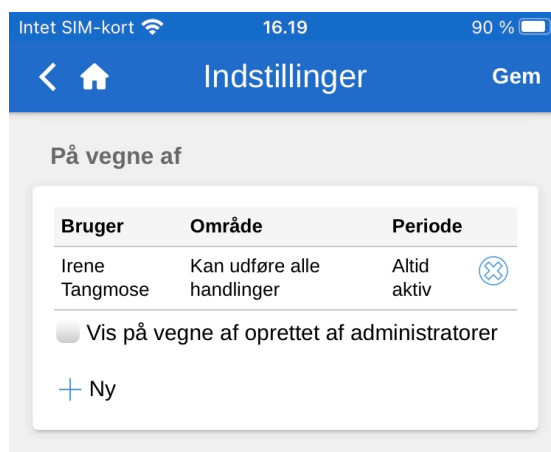 Intet SIM-kort 16.19 90 %
Indstillinger Gem
På vegne af
Bruger Område Periode
Irene Kan udføre alle Altid
Tangmose handlinger aktiv
Vis på vegne af oprettet af administratorer
Ny